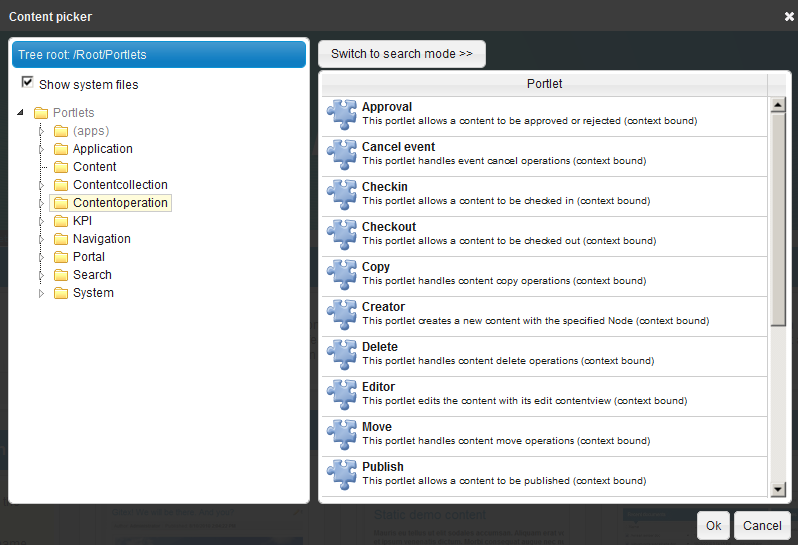 Content picker
Tree root: /Root/Portlets
Show system files
Portlets
(apps)
Application
Content
Contentcollection
Contentoperation
KPI
Navigation
Portal
Search
System
Switch to search mode >>
Portlet
Approval
This portlet allows a content to be approved or rejected (context bound)
Cancel event
This portlet handles event cancel operations (context bound)
Checkin
This portlet allows a content to be checked in (context bound)
Checkout
This portlet allows a content to be checked out (context bound)
Copy
This portlet handles content copy operations (context bound)
Creator
This portlet creates a new content with the specified Node (context bound)
Delete
This portlet handles content delete operations (context bound)
Editor
This portlet edits the content with its edit contentview (context bound)
Move
This portlet handles content move operations (context bound)
Publish
This portlet allows a content to be published (context bound)
Ok
Cancel
Static demo content